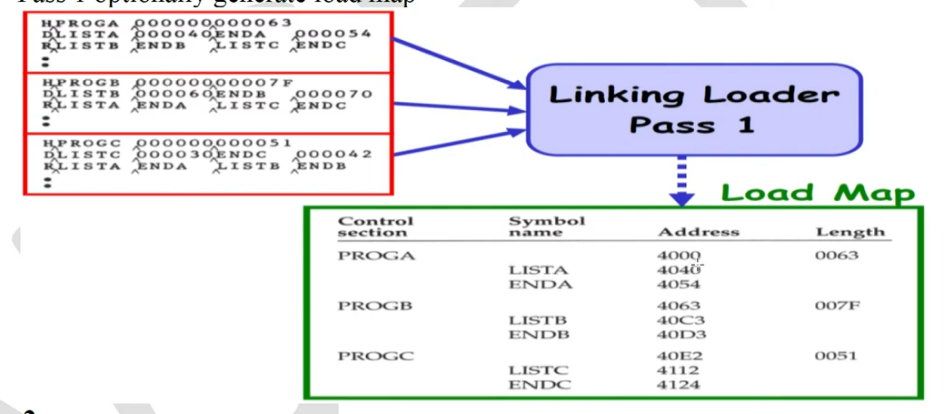 Pass 1 optionally generate load map
HPROGA 000000000063
DLISTA 000040ENDA 000054
RLISTB ENDB LISTC ENDC
:
HPROGB 00000000007F
DLISTB 000060ENDB 000070
RLISTA ENDA LISTC ENDC
:
HPROGC 000000000051
DLISTC 000030ENDC 000042
RLISTA ENDA LISTB ENDB
:
Linking Loader
Pass 1
Load Map
Control section Symbol name Address Length
PROGA 4000 0063
LISTA 4040
ENDA 4054
PROGB 4063 007F
LISTB 40C3
ENDB 40D3
PROGC 40E2 0051
LISTC 4112
ENDC 4124